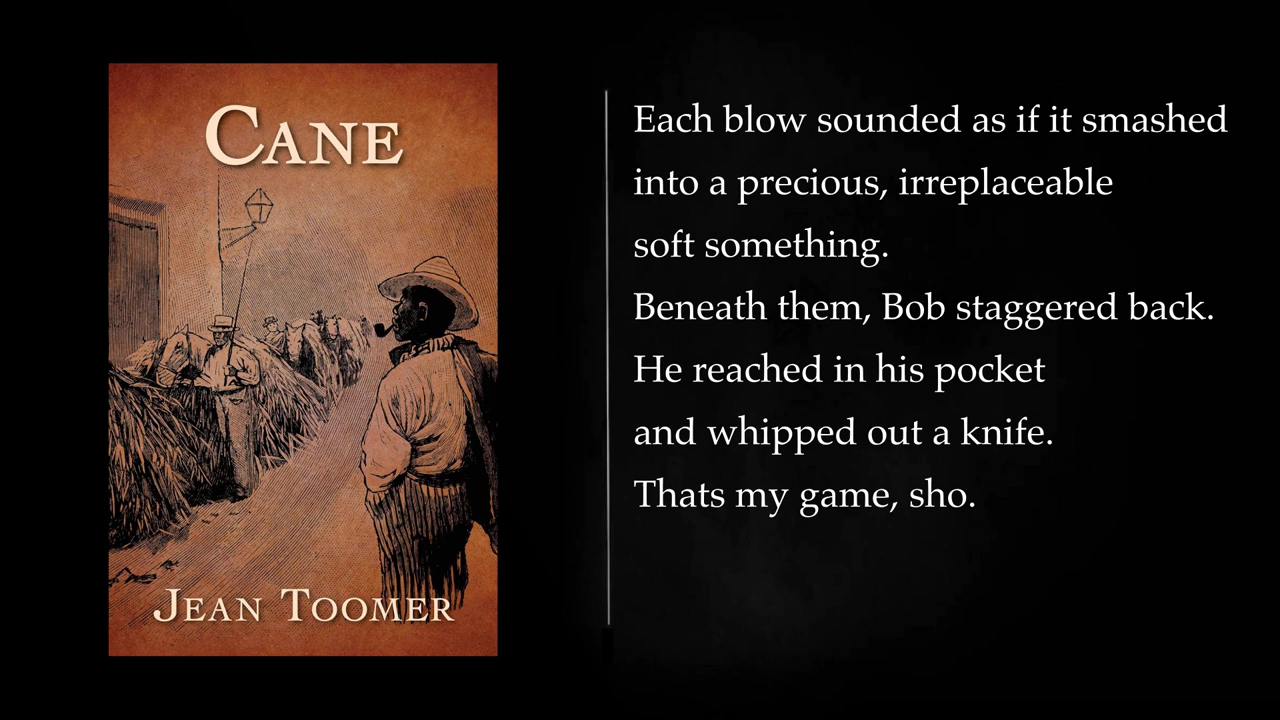 CANE
JEAN TOOMER
Each blow sounded as if it smashed
into a precious, irreplaceable
soft something.
Beneath them, Bob staggered back.
He reached in his pocket
and whipped out a knife.
Thats my game, sho.